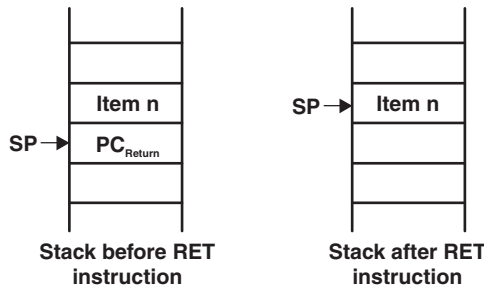 Item n
SP
PCReturn
Stack before RET
instruction
SP
Item n
Stack after RET
instruction